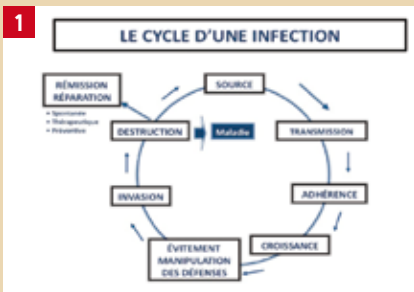 1
LE CYCLE D'UNE INFECTION
RÉMISSION
RÉPARATION
• Spontanée
• Thérapeutique
• Préventive
SOURCE
DESTRUCTION
Maladie
TRANSMISSION
INVASION
ADHÉRENCE
ÉVITEMENT
MANIPULATION
DES DÉFENSES
CROISSANCE